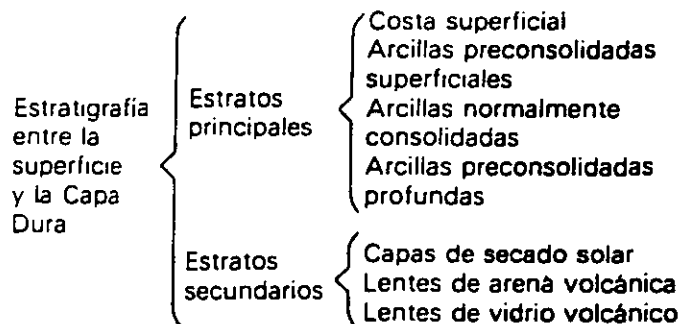 Estratigrafía
entre la
superficie
y la Capa
Dura
Estratos
principales
Costa superficial
Arcillas preconsolidadas
superficiales
Arcillas normalmente
consolidadas
Arcillas preconsolidadas
profundas
Estratos
secundarios
Capas de secado solar
Lentes de arena volcánica
Lentes de vidrio volcánico